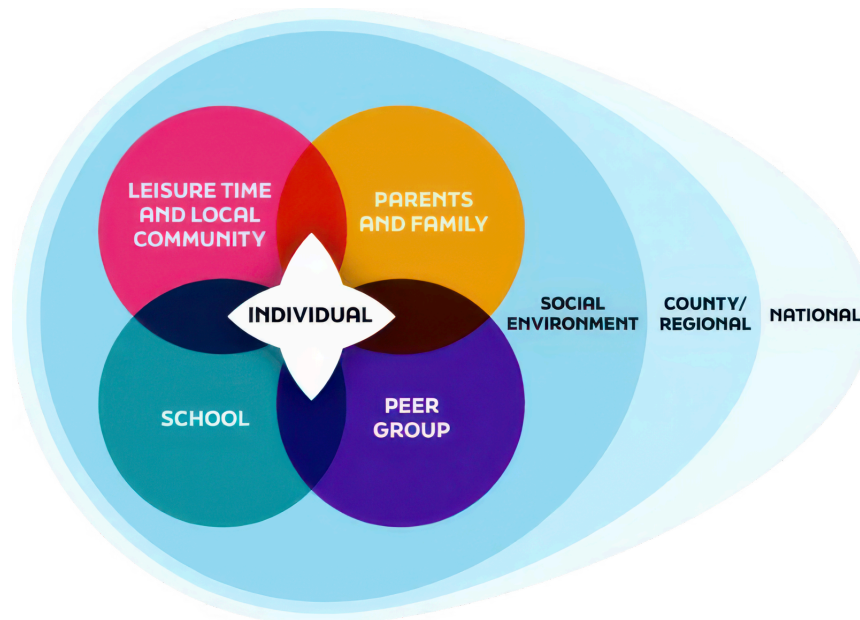 LEISURE TIME
AND LOCAL
COMMUNITY
PARENTS
AND FAMILY
INDIVIDUAL
SOCIAL
ENVIRONMENT
COUNTY/
REGIONAL
NATIONAL
SCHOOL
PEER
GROUP